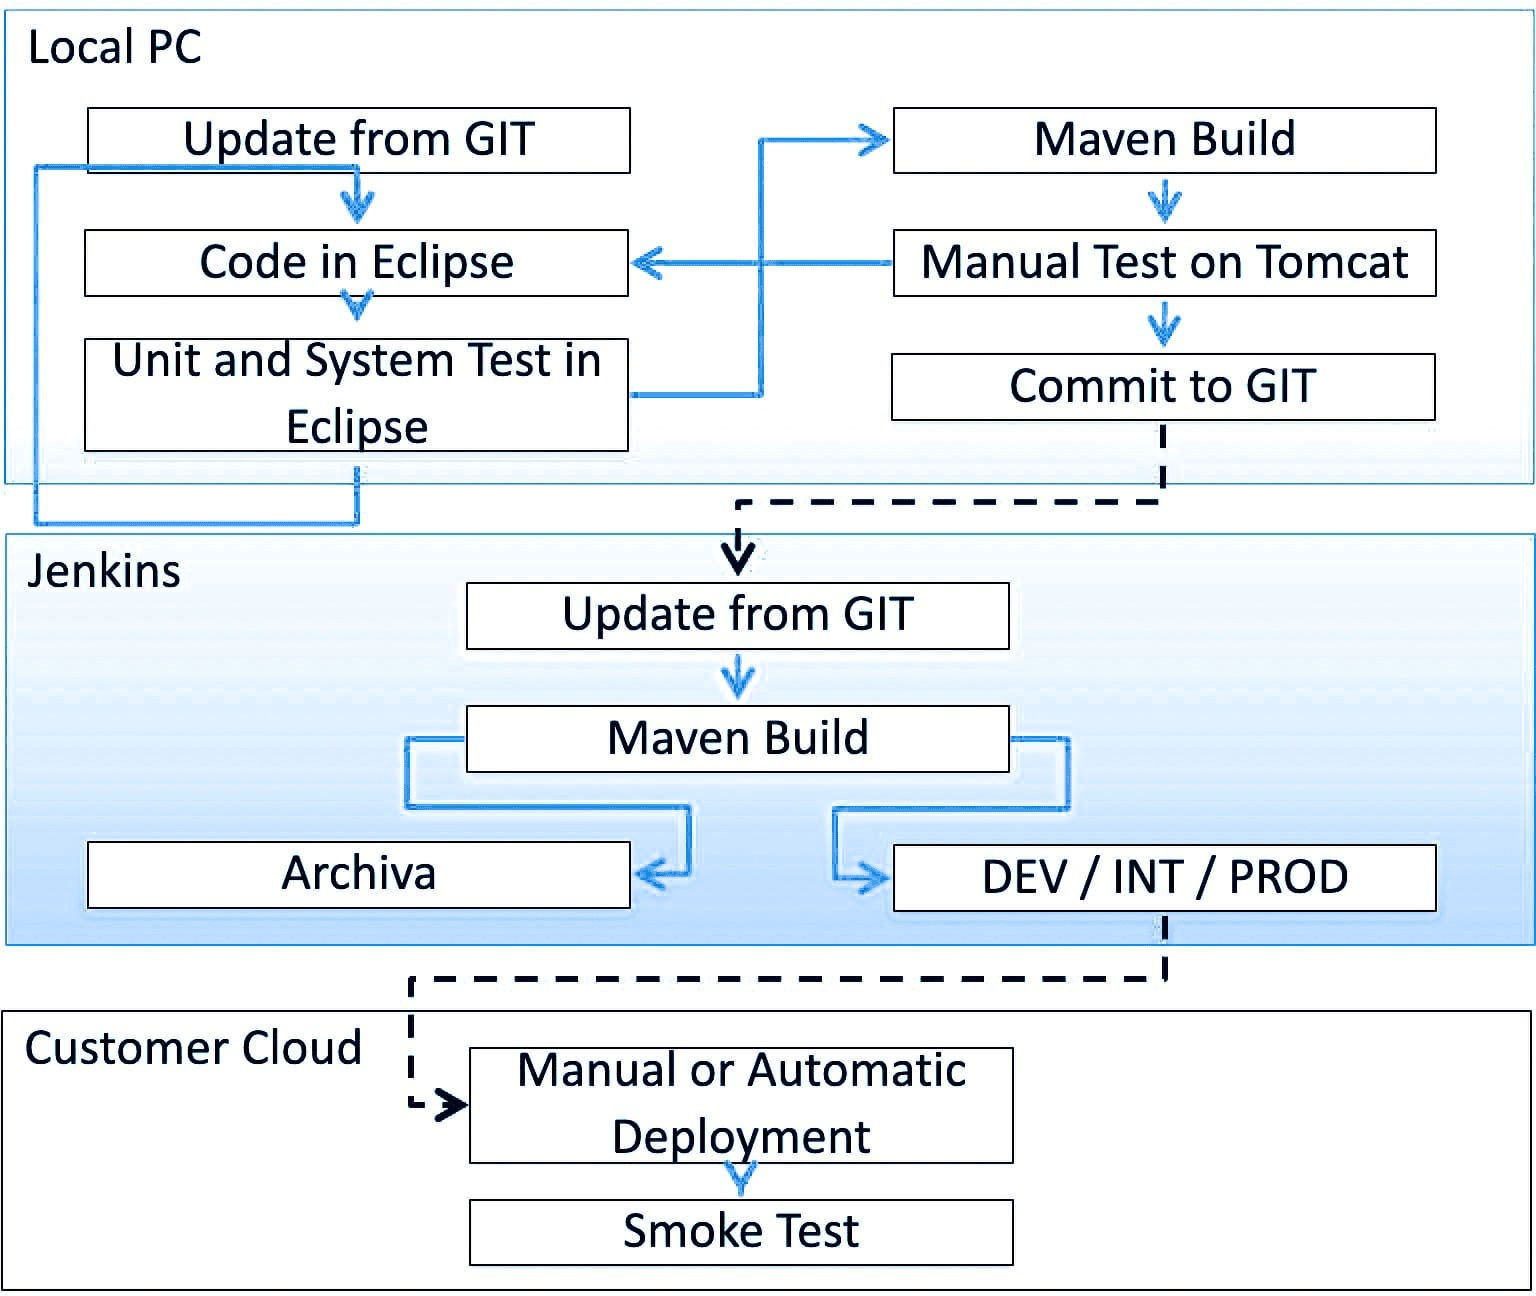 Local PC
Update from GIT
Maven Build
Code in Eclipse
Manual Test on Tomcat
Unit and System Test in
Eclipse
Commit to GIT
Jenkins
Update from GIT
Maven Build
Archiva
DEV / INT / PROD
Customer Cloud
Manual or Automatic
Deployment
Smoke Test